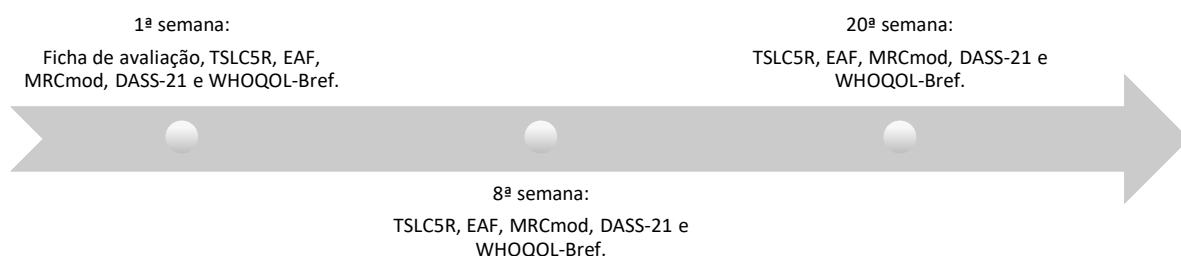 1ª semana:
Ficha de avaliação, TSLC5R, EAF,
MRCmod, DASS-21 e WHOQOL-Bref.
8ª semana:
TSLC5R, EAF, MRCmod, DASS-21 e
WHOQOL-Bref.
20ª semana:
TSLC5R, EAF, MRCmod, DASS-21 e
WHOQOL-Bref.